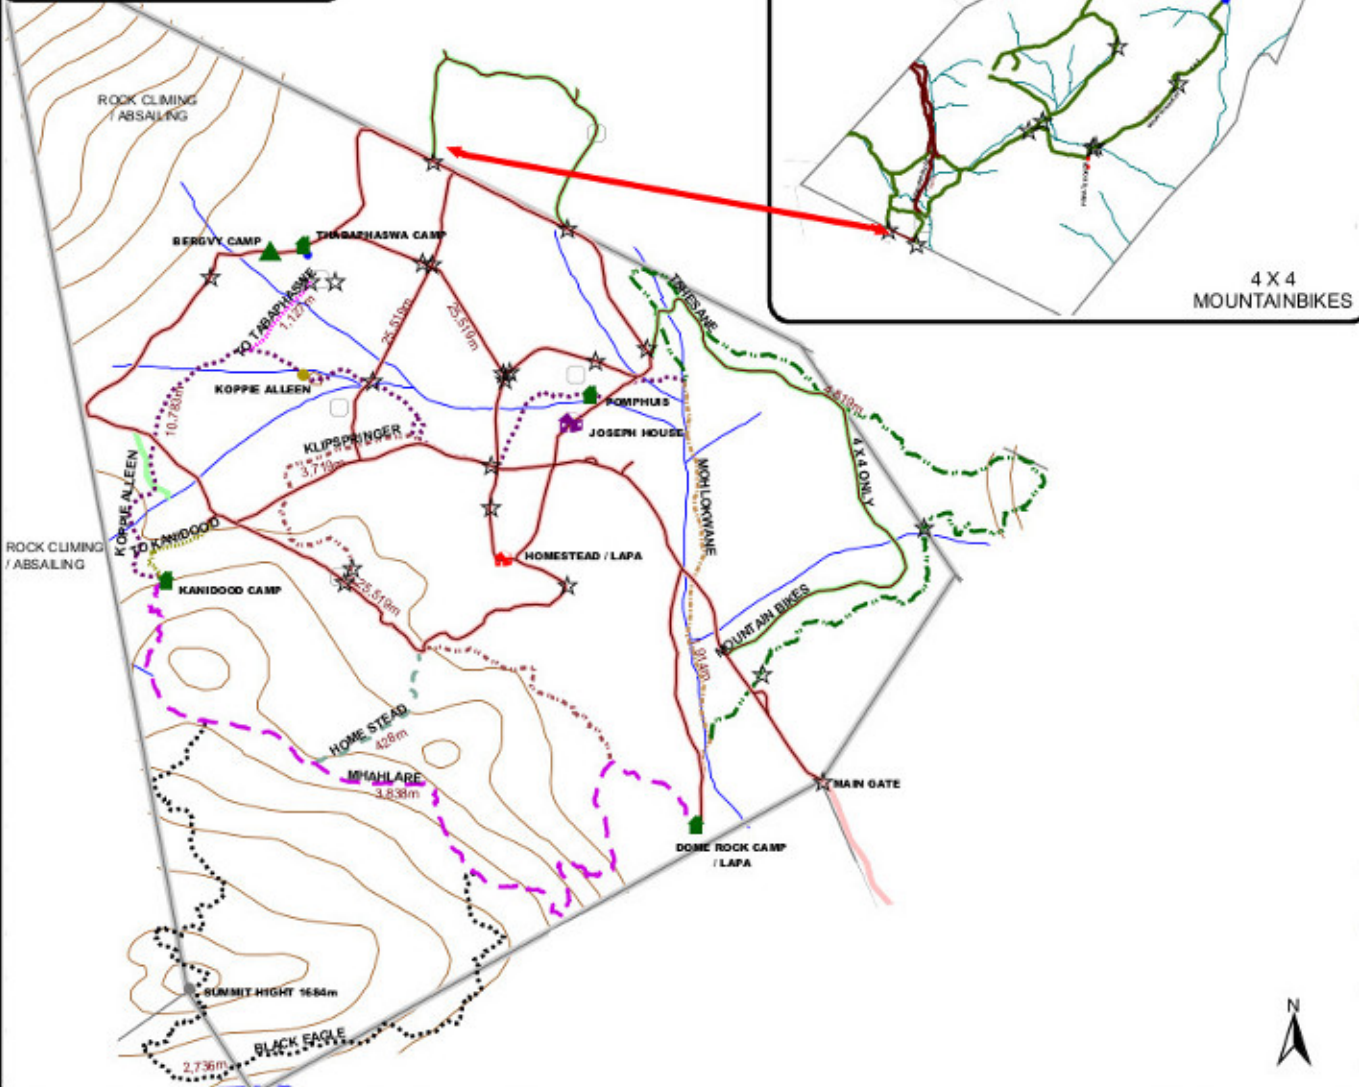 ROCK CLIMING
/ ABSAILING
4 X 4
MOUNTAINBIKES
BERGVY CAMP
THABAPHASWA CAMP
TO TABAPHASWE
1,127m
25,519m
25,519m
KOPPIE ALLEEN
10,783m
POMPHUIS
JOSEPH HOUSE
KLIPSPRINGER
3,719m
4 X 4 ONLY
MOHLOKWANE
KOPPIE ALLEEN
TO KANIDOOD
ROCK CLIMING
/ ABSAILING
HOMESTEAD / LAPA
KANIDOOD CAMP
25,519m
MOUNTAIN BIKES
914m
HOME STEAD
428m
MHAHLARE
3,838m
MAIN GATE
DOME ROCK CAMP
/ LAPA
SUMMIT HIGHT 1684m
BLACK EAGLE
2,736m
N